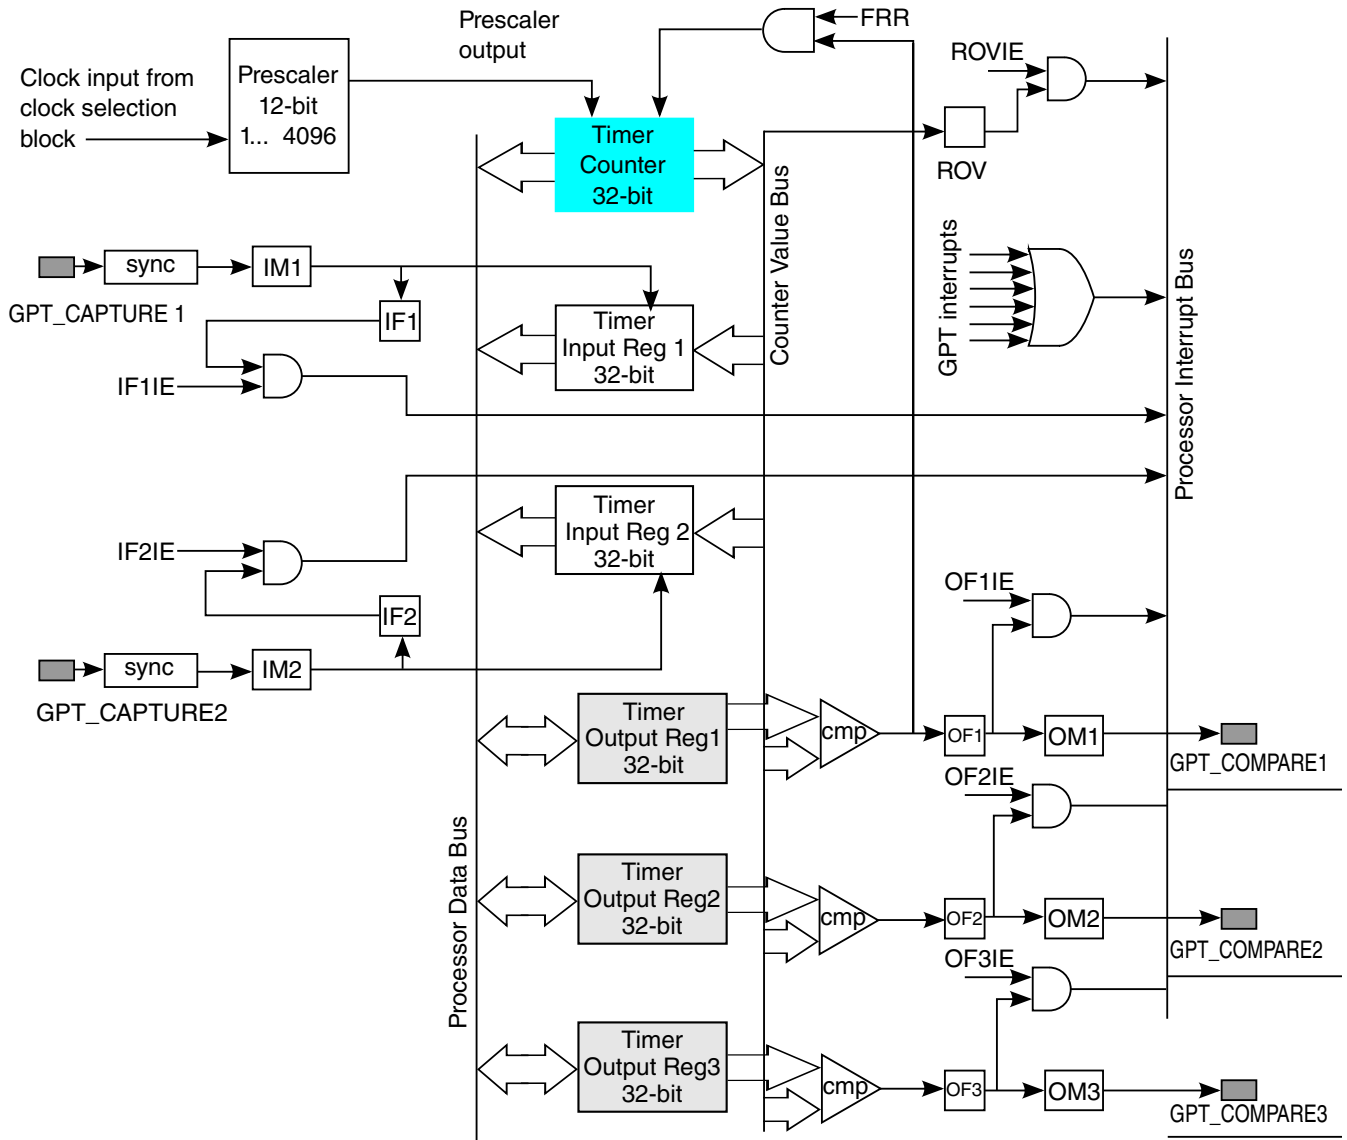 Prescaler
output
FRR
ROVIE
Clock input from
clock selection
block
Prescaler
12-bit
1... 4096
Timer
Counter
32-bit
ROV
Counter Value Bus
GPT interrupts
Processor Interrupt Bus
sync
IM1
GPT_CAPTURE 1
IF1
Timer
Input Reg 1
32-bit
IF1IE
Timer
Input Reg 2
32-bit
IF2IE
IF2
OF1IE
sync
IM2
GPT_CAPTURE2
Timer
Output Reg1
32-bit
cmp
OF1
OM1
GPT_COMPARE1
OF2IE
Processor Data Bus
Timer
Output Reg2
32-bit
cmp
OF2
OM2
GPT_COMPARE2
OF3IE
Timer
Output Reg3
32-bit
cmp
OF3
OM3
GPT_COMPARE3